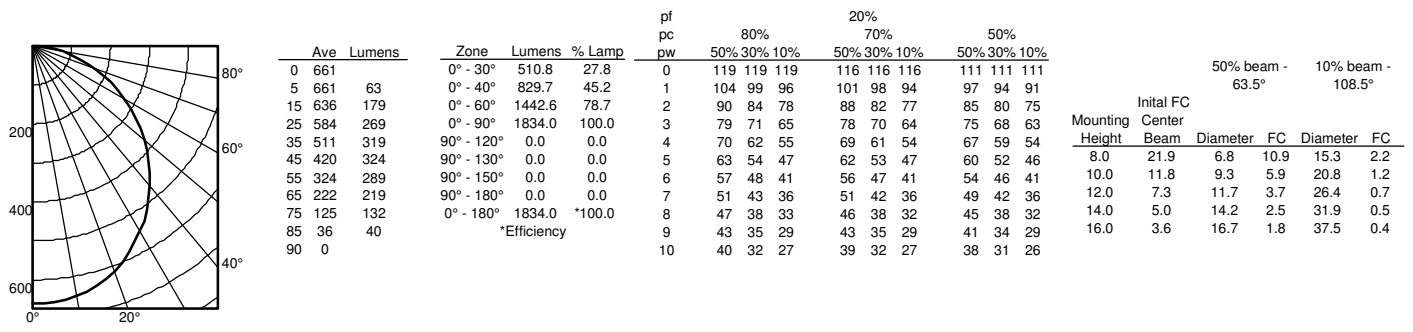 80°
60°
40°
200
400
600
0° 20°
Ave Lumens
0 661
5 661 63
15 636 179
25 584 269
35 511 319
45 420 324
55 324 289
65 222 219
75 125 132
85 36 40
90 0
Zone Lumens % Lamp
0° - 30° 510.8 27.8
0° - 40° 829.7 45.2
0° - 60° 1442.6 78.7
0° - 90° 1834.0 100.0
90° - 120° 0.0 0.0
90° - 130° 0.0 0.0
90° - 150° 0.0 0.0
90° - 180° 0.0 0.0
0° - 180° 1834.0 *100.0
*Efficiency
pf 20%
pc 80% 70% 50%
pw 50% 30% 10% 50% 30% 10% 50% 30% 10%
0 119 119 119 116 116 116 111 111 111
1 104 99 96 101 98 94 97 94 91
2 90 84 78 88 82 77 85 80 75
3 79 71 65 78 70 64 75 68 63
4 70 62 55 69 61 54 67 59 54
5 63 54 47 62 53 47 60 52 46
6 57 48 41 56 47 41 54 46 41
7 51 43 36 51 42 36 49 42 36
8 47 38 33 46 38 32 45 38 32
9 43 35 29 43 35 29 41 34 29
10 40 32 27 39 32 27 38 31 26
50% beam - 10% beam -
63.5° 108.5°
Inital FC
Mounting Center
Height Beam Diameter FC Diameter FC
8.0 21.9 6.8 10.9 15.3 2.2
10.0 11.8 9.3 5.9 20.8 1.2
12.0 7.3 11.7 3.7 26.4 0.7
14.0 5.0 14.2 2.5 31.9 0.5
16.0 3.6 16.7 1.8 37.5 0.4